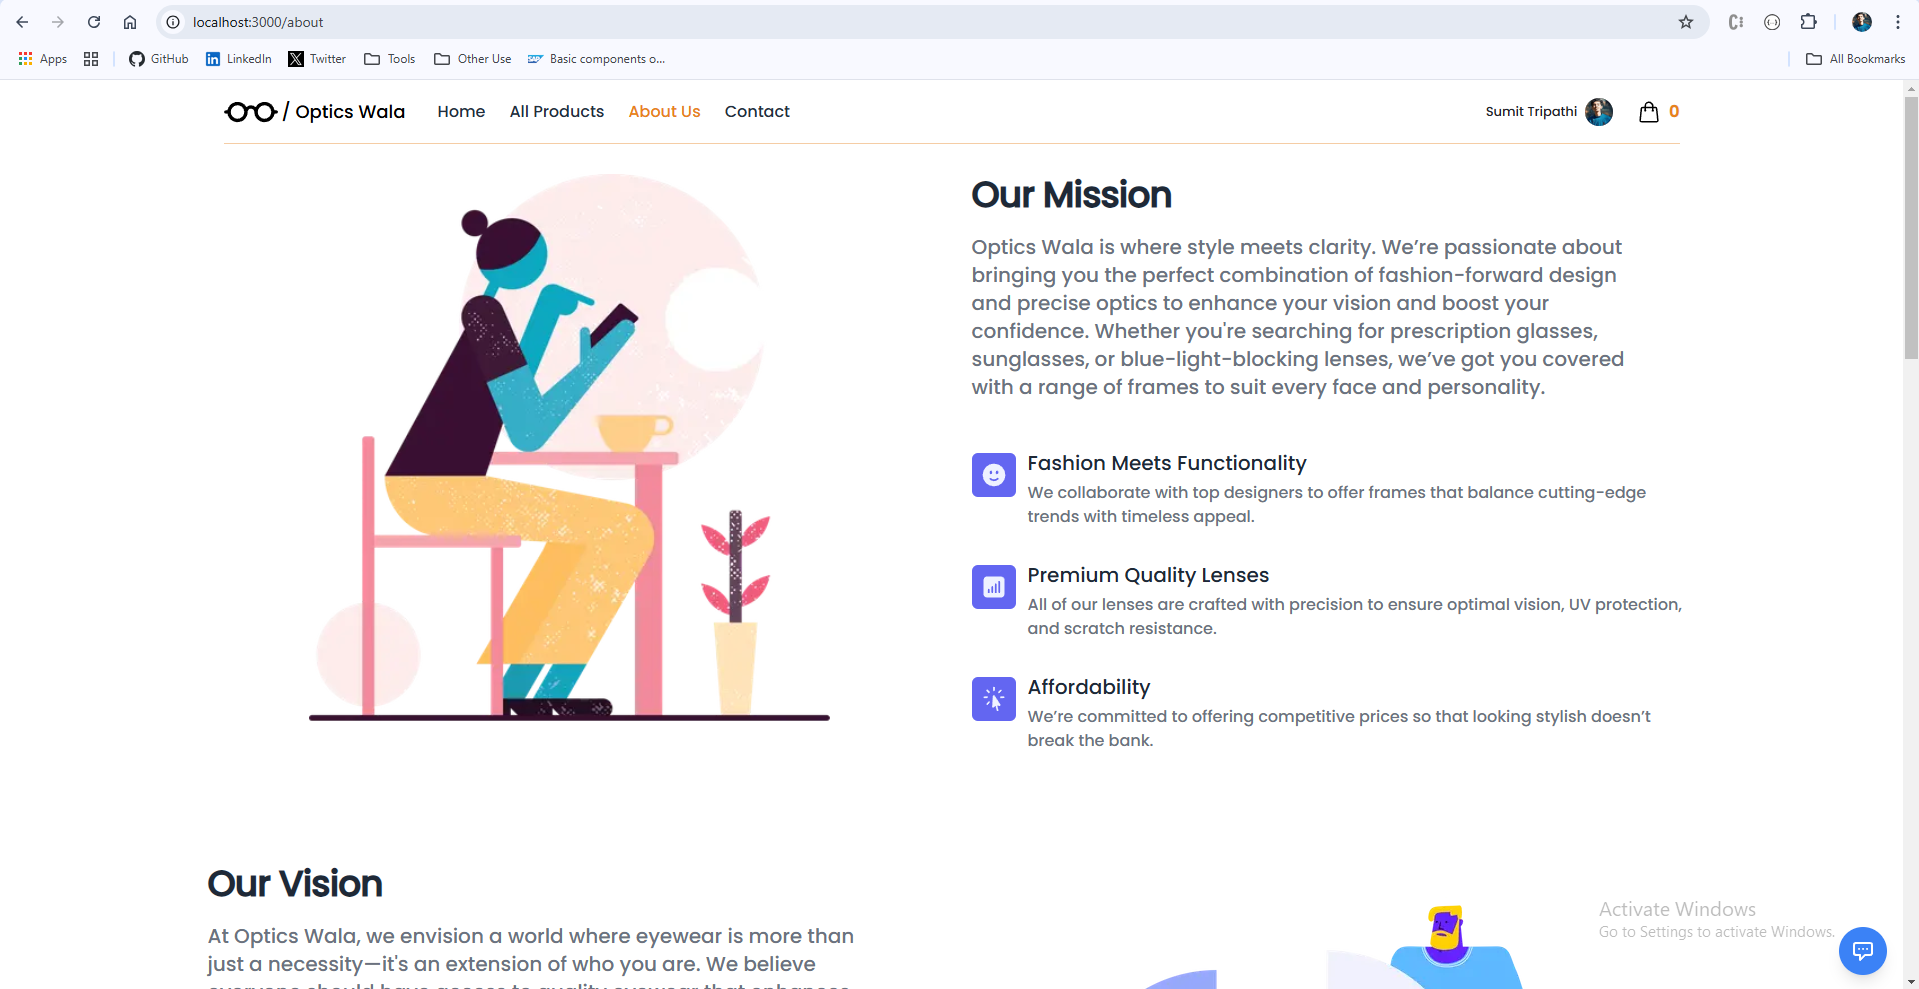 localhost:3000/about
Apps GitHub LinkedIn Twitter Tools Other Use Basic components o... All Bookmarks
/ Optics Wala Home All Products About Us Contact Sumit Tripathi 0
Our Mission
Optics Wala is where style meets clarity. We’re passionate about
bringing you the perfect combination of fashion-forward design
and precise optics to enhance your vision and boost your
confidence. Whether you're searching for prescription glasses,
sunglasses, or blue-light-blocking lenses, we’ve got you covered
with a range of frames to suit every face and personality.
Fashion Meets Functionality
We collaborate with top designers to offer frames that balance cutting-edge
trends with timeless appeal.
Premium Quality Lenses
All of our lenses are crafted with precision to ensure optimal vision, UV protection,
and scratch resistance.
Affordability
We’re committed to offering competitive prices so that looking stylish doesn’t
break the bank.
Our Vision
At Optics Wala, we envision a world where eyewear is more than
just a necessity—it's an extension of who you are. We believe
everyone should have access to quality eyewear that enhances
Activate Windows
Go to Settings to activate Windows.